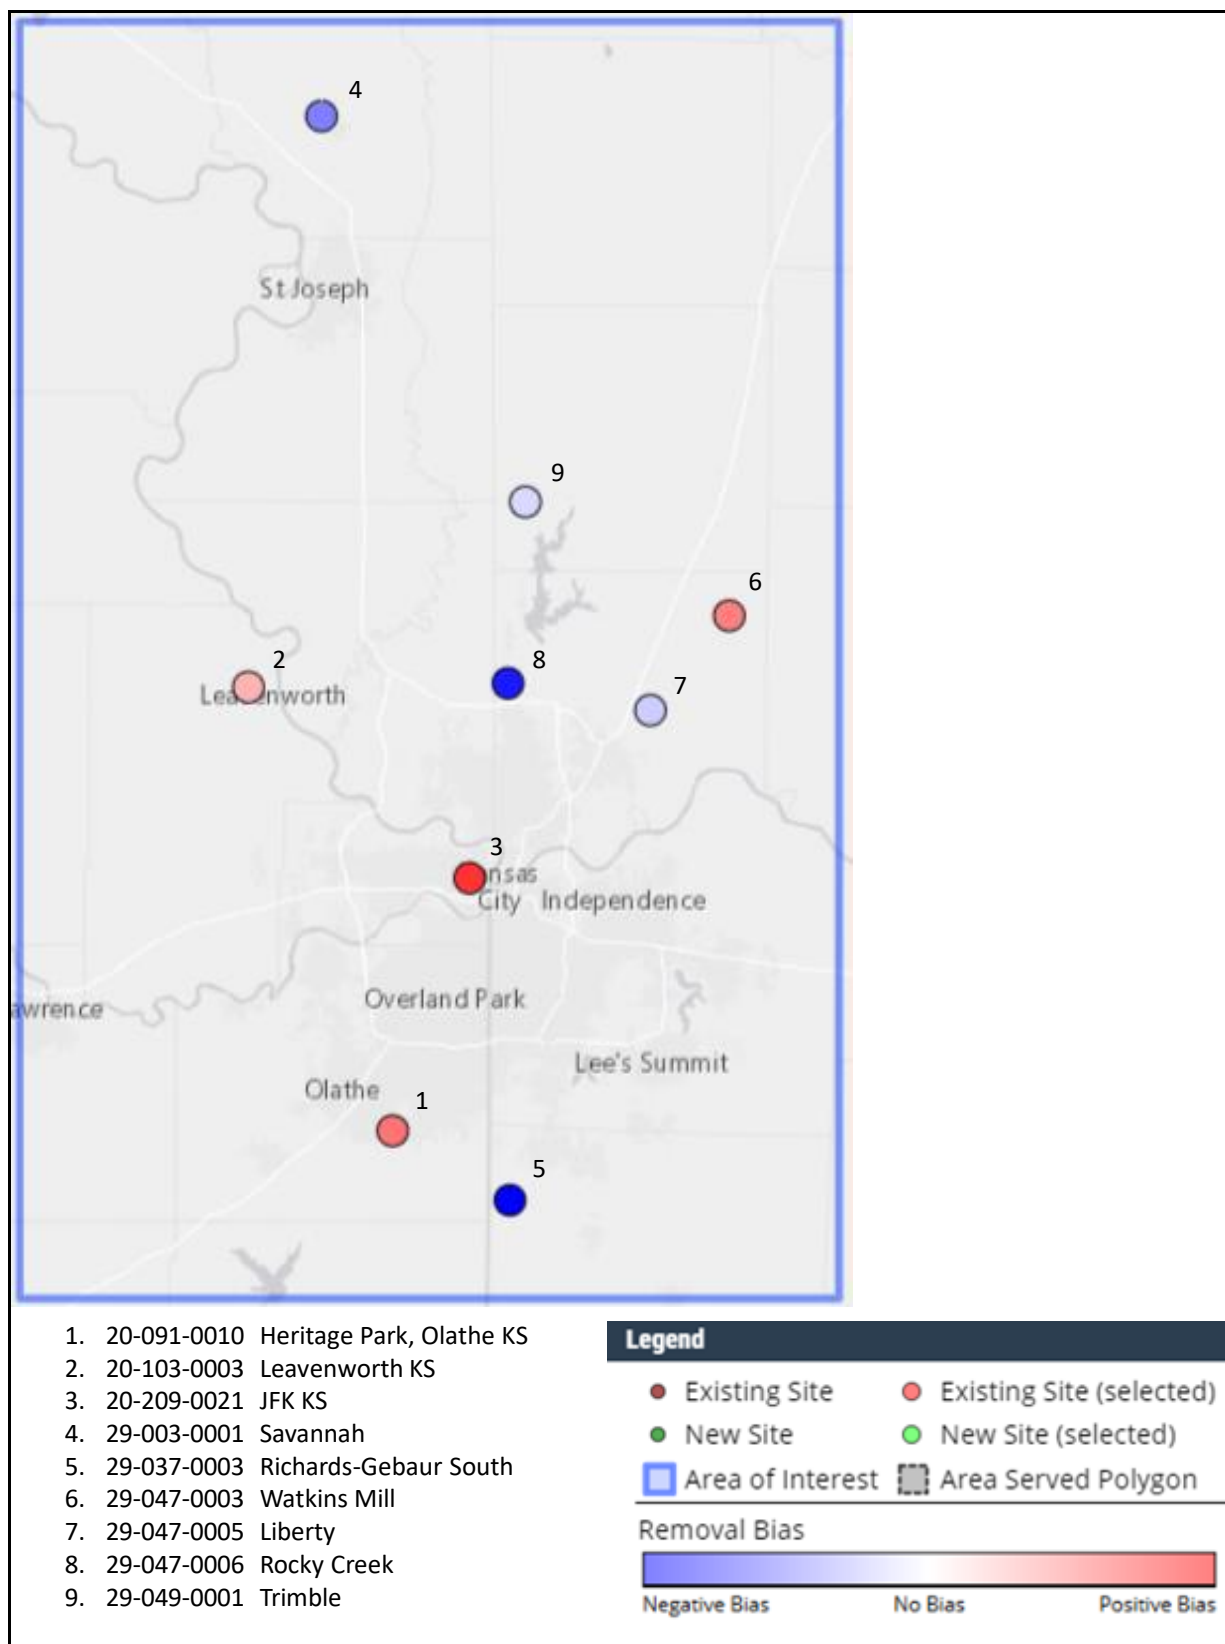 4
St Joseph
9
6
2
8
7
Leavenworth
3
nsas
City Independence
awrence
Overland Park
Lee's Summit
Olathe
1
5
1. 20-091-0010 Heritage Park, Olathe KS
2. 20-103-0003 Leavenworth KS
3. 20-209-0021 JFK KS
4. 29-003-0001 Savannah
5. 29-037-0003 Richards-Gebaur South
6. 29-047-0003 Watkins Mill
7. 29-047-0005 Liberty
8. 29-047-0006 Rocky Creek
9. 29-049-0001 Trimble
Legend
Existing Site Existing Site (selected)
New Site New Site (selected)
Area of Interest Area Served Polygon
Removal Bias
Negative Bias No Bias Positive Bias